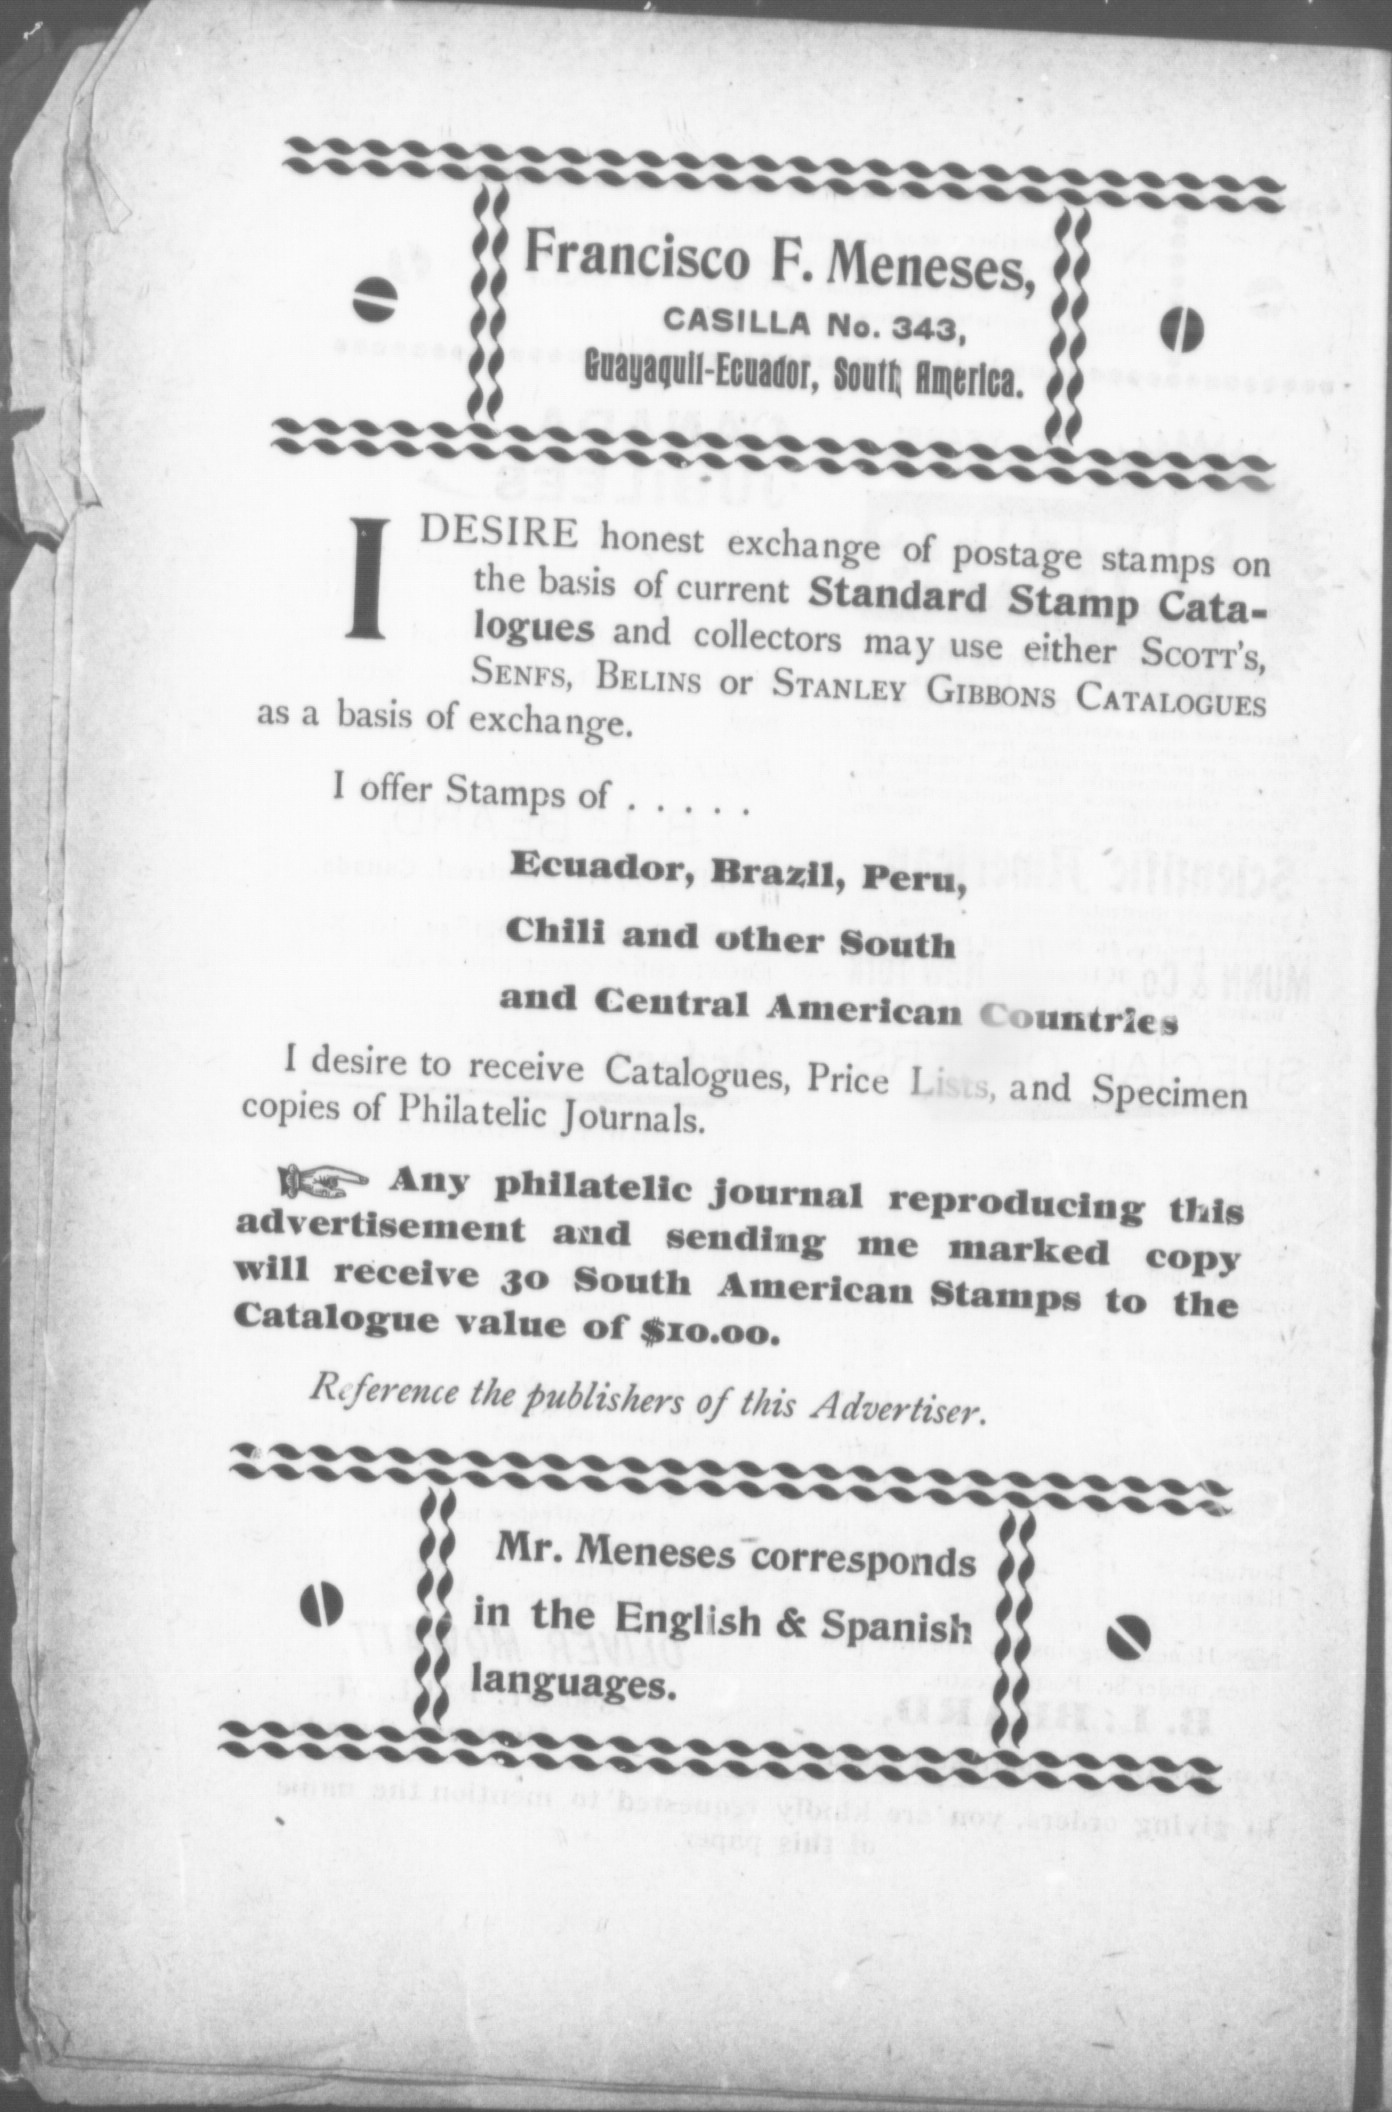 Francisco F. Meneses,
CASILLA No. 343,
Guayaquil-Ecuador, South America.
I DESIRE honest exchange of postage stamps on
the basis of current Standard Stamp Cata-
logues and collectors may use either SCOTT'S,
SENFS, BELINS or STANLEY GIBBONS CATALOGUES
as a basis of exchange.
I offer Stamps of . . . . .
Ecuador, Brazil, Peru,
Chili and other South
and Central American Countries
I desire to receive Catalogues, Price Lists, and Specimen
copies of Philatelic Journals.
☞ Any philatelic journal reproducing this
advertisement and sending me marked copy
will receive 30 South American Stamps to the
Catalogue value of $10.00.
Reference the publishers of this Advertiser.
Mr. Meneses corresponds
in the English & Spanish
languages.